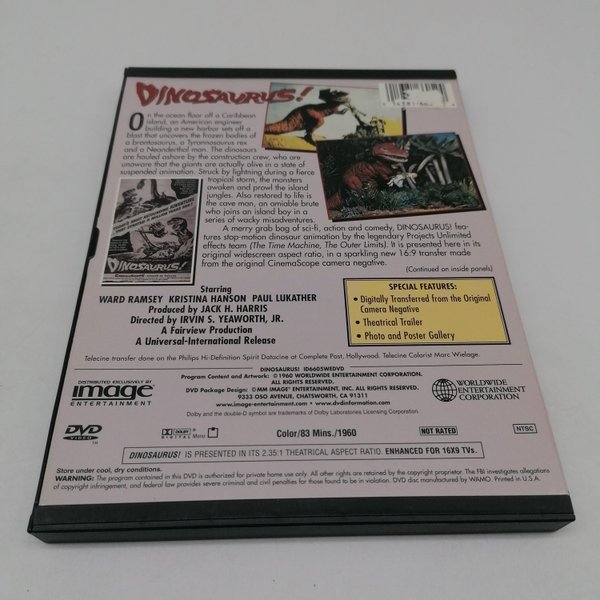 DINOSAURUS!
On the ocean floor off a Caribbean
island, an American engineer
building a new harbor sets off a
blast that uncovers the frozen bodies of
a brontosaurus, a Tyrannosaurus rex
and a Neanderthal man. The dinosaurs
are hauled ashore by the construction crew, who are
unaware that the giants are actually alive in a state of
suspended animation. Struck by lightning during a fierce
tropical storm, the monsters
awaken and prowl the island
jungles. Also restored to life is
the cave man, an amiable brute
who joins an island boy in a
series of wacky misadventures.
A merry grab bag of sci-fi, action and comedy, DINOSAURUS! fea-
tures stop-motion dinosaur animation by the legendary Projects Unlimited
effects team (The Time Machine, The Outer Limits). It is presented here in its
original widescreen aspect ratio, in a sparkling new 16:9 transfer made
from the original CinemaScope camera negative.
(Continued on inside panels)
DINOSAURUS!
Starring
WARD RAMSEY KRISTINA HANSON PAUL LUKATHER
Produced by JACK H. HARRIS
Directed by IRVIN S. YEAWORTH, JR.
A Fairview Production
A Universal-International Release
SPECIAL FEATURES:
• Digitally Transferred from the Original
Camera Negative
• Theatrical Trailer
• Photo and Poster Gallery
Telecine transfer done on the Philips Hi-Definition Spirit Datacine at Complete Post, Hollywood. Telecine Colorist Marc Wielage.
DISTRIBUTED EXCLUSIVELY BY
image
ENTERTAINMENT
DINOSAURUS! ID6605WEDVD
Program Content and Artwork: ©1960 WORLDWIDE ENTERTAINMENT CORPORATION.
ALL RIGHTS RESERVED.
DVD Package Design: ©MM IMAGE ENTERTAINMENT, INC. ALL RIGHTS RESERVED.
9333 OSO AVENUE, CHATSWORTH, CA 91311
www.image-entertainment.com • www.dvdinformation.com
Dolby and the double-D symbol are trademarks of Dolby Laboratories Licensing Corporation.
WORLDWIDE
ENTERTAINMENT
CORPORATION
DVD
VIDEO
TM
DOLBY
DIGITAL Mono
Color/83 Mins./1960
NOT RATED
NTSC
DINOSAURUS! IS PRESENTED IN ITS 2.35:1 THEATRICAL ASPECT RATIO. ENHANCED FOR 16X9 TVs.
Store under cool, dry conditions.
WARNING: The program contained in this DVD is authorized for private home use only. All other rights are retained by the copyright proprietor. The FBI investigates allegations
of copyright infringement, and federal law provides severe criminal and civil penalties for those found to be in violation. DVD disc manufactured by WAMO. Printed in U.S.A.